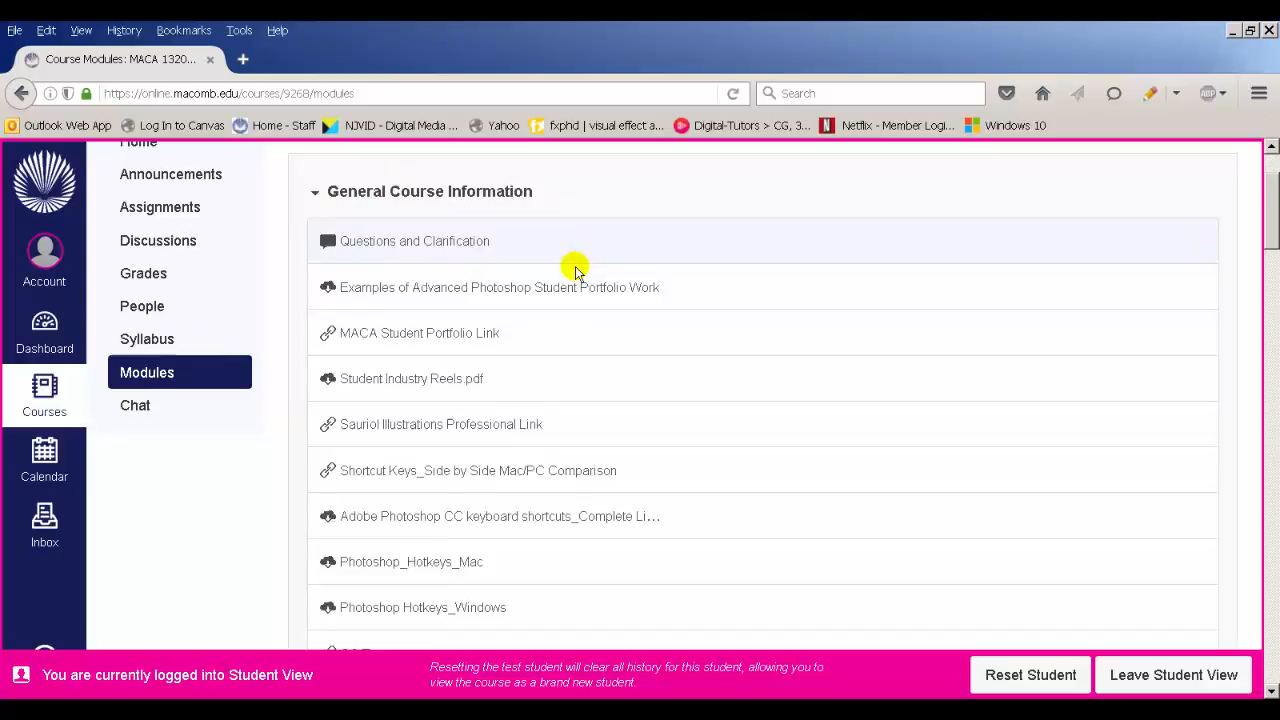 File Edit View History Bookmarks Tools Help
Course Modules: MACA 1320...
https://online.macomb.edu/courses/9268/modules
Search
Outlook Web App Log In to Canvas Home - Staff NJVID - Digital Media ... Yahoo fxphd | visual effect a... Digital-Tutors > CG, 3... Netflix - Member Logi... Windows 10
Home
Announcements
Assignments
Discussions
Grades
People
Syllabus
Modules
Chat
Account
Dashboard
Courses
Calendar
Inbox
General Course Information
Questions and Clarification
Examples of Advanced Photoshop Student Portfolio Work
MACA Student Portfolio Link
Student Industry Reels.pdf
Sauriol Illustrations Professional Link
Shortcut Keys_Side by Side Mac/PC Comparison
Adobe Photoshop CC keyboard shortcuts_Complete Li...
Photoshop_Hotkeys_Mac
Photoshop Hotkeys_Windows
You are currently logged into Student View
Resetting the test student will clear all history for this student, allowing you to
view the course as a brand new student.
Reset Student
Leave Student View